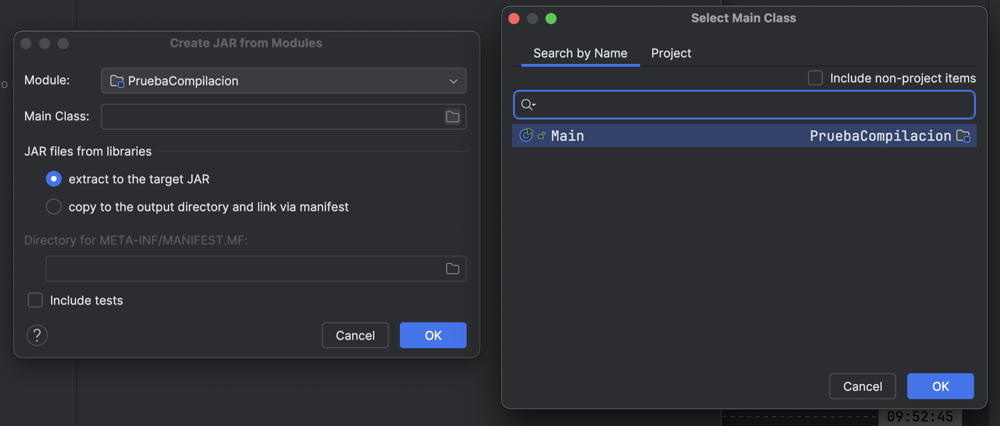 Create JAR from Modules
Module:
PruebaCompilacion
Main Class:
JAR files from libraries
extract to the target JAR
copy to the output directory and link via manifest
Directory for META-INF/MANIFEST.MF:
Include tests
?
Cancel
OK
Select Main Class
Search by Name
Project
Include non-project items
Main
PruebaCompilacion
Cancel
OK
to
09:52:45